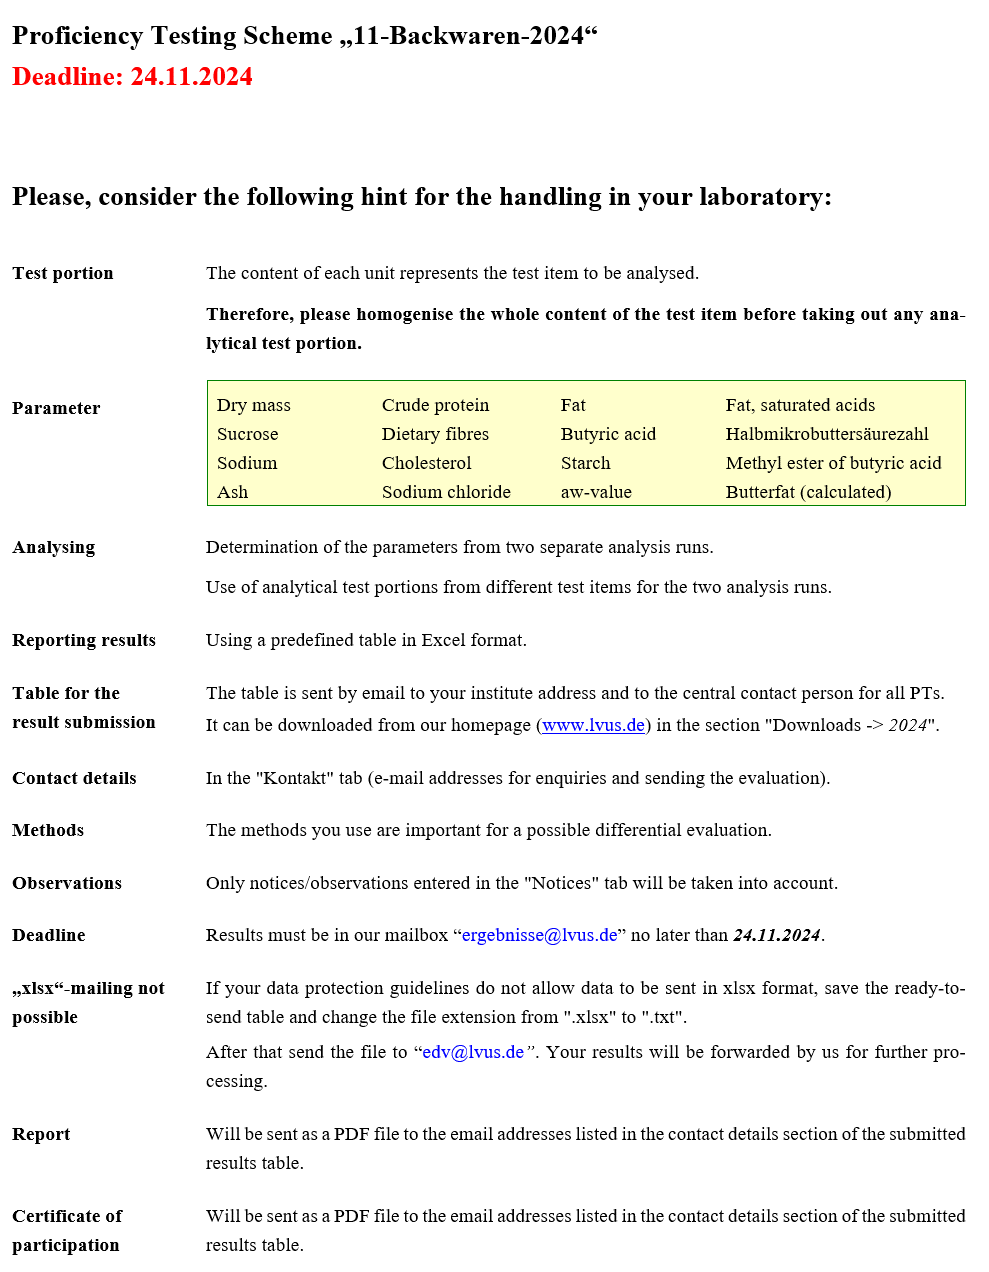 Proficiency Testing Scheme „11-Backwaren-2024“
Deadline: 24.11.2024
Please, consider the following hint for the handling in your laboratory:
Test portion The content of each unit represents the test item to be analysed.
Therefore, please homogenise the whole content of the test item before taking out any ana-
lytical test portion.
Parameter Dry mass Crude protein Fat Fat, saturated acids
Sucrose Dietary fibres Butyric acid Halbmikrobuttersäurezahl
Sodium Cholesterol Starch Methyl ester of butyric acid
Ash Sodium chloride aw-value Butterfat (calculated)
Analysing Determination of the parameters from two separate analysis runs.
Use of analytical test portions from different test items for the two analysis runs.
Reporting results Using a predefined table in Excel format.
Table for the The table is sent by email to your institute address and to the central contact person for all PTs.
result submission It can be downloaded from our homepage (www.lvus.de) in the section "Downloads -> 2024".
Contact details In the "Kontakt" tab (e-mail addresses for enquiries and sending the evaluation).
Methods The methods you use are important for a possible differential evaluation.
Observations Only notices/observations entered in the "Notices" tab will be taken into account.
Deadline Results must be in our mailbox “ergebnisse@lvus.de” no later than 24.11.2024.
„xlsx“-mailing not If your data protection guidelines do not allow data to be sent in xlsx format, save the ready-to-
possible send table and change the file extension from ".xlsx" to ".txt".
After that send the file to “edv@lvus.de”. Your results will be forwarded by us for further pro-
cessing.
Report Will be sent as a PDF file to the email addresses listed in the contact details section of the submitted
results table.
Certificate of Will be sent as a PDF file to the email addresses listed in the contact details section of the submitted
participation results table.